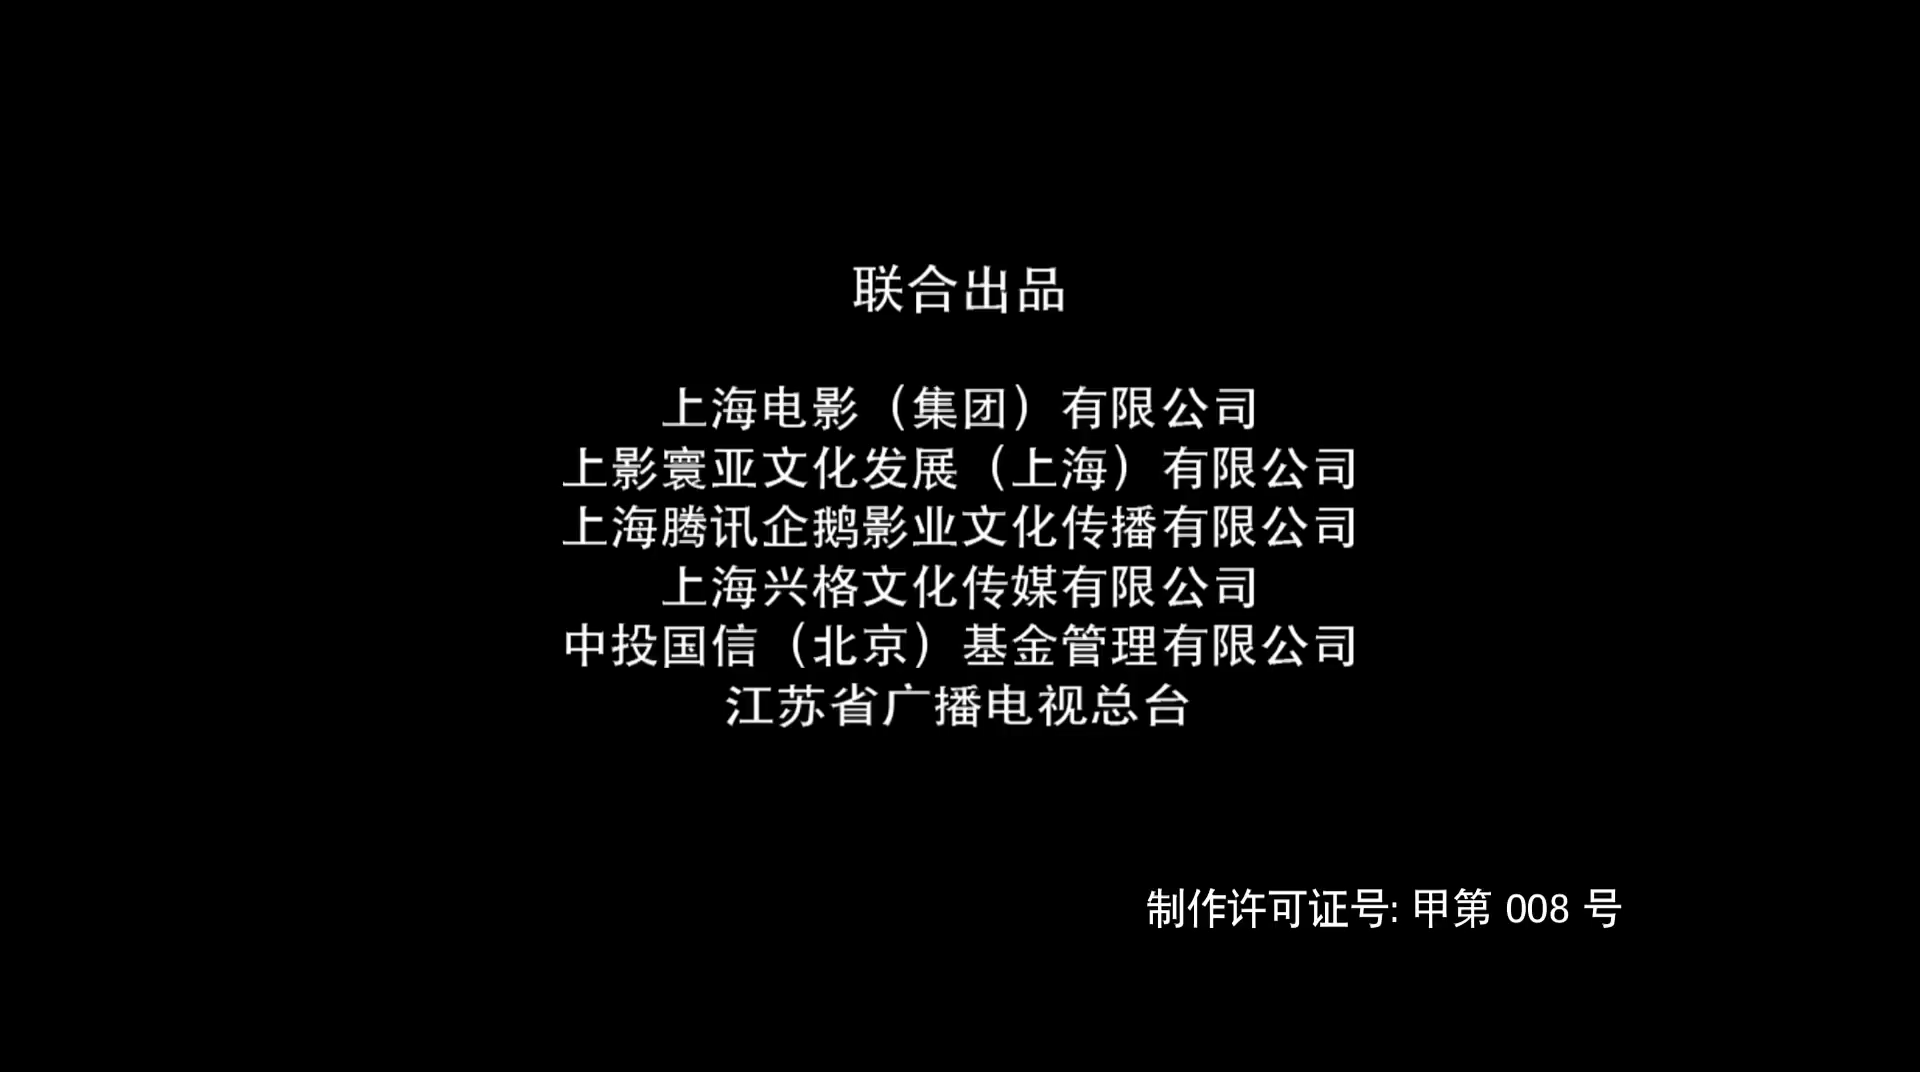 联合出品
上海电影（集团）有限公司
上影寰亚文化发展（上海）有限公司
上海腾讯企鹅影业文化传播有限公司
上海兴格文化传媒有限公司
中投国信（北京）基金管理有限公司
江苏省广播电视总台
制作许可证号: 甲第 008 号